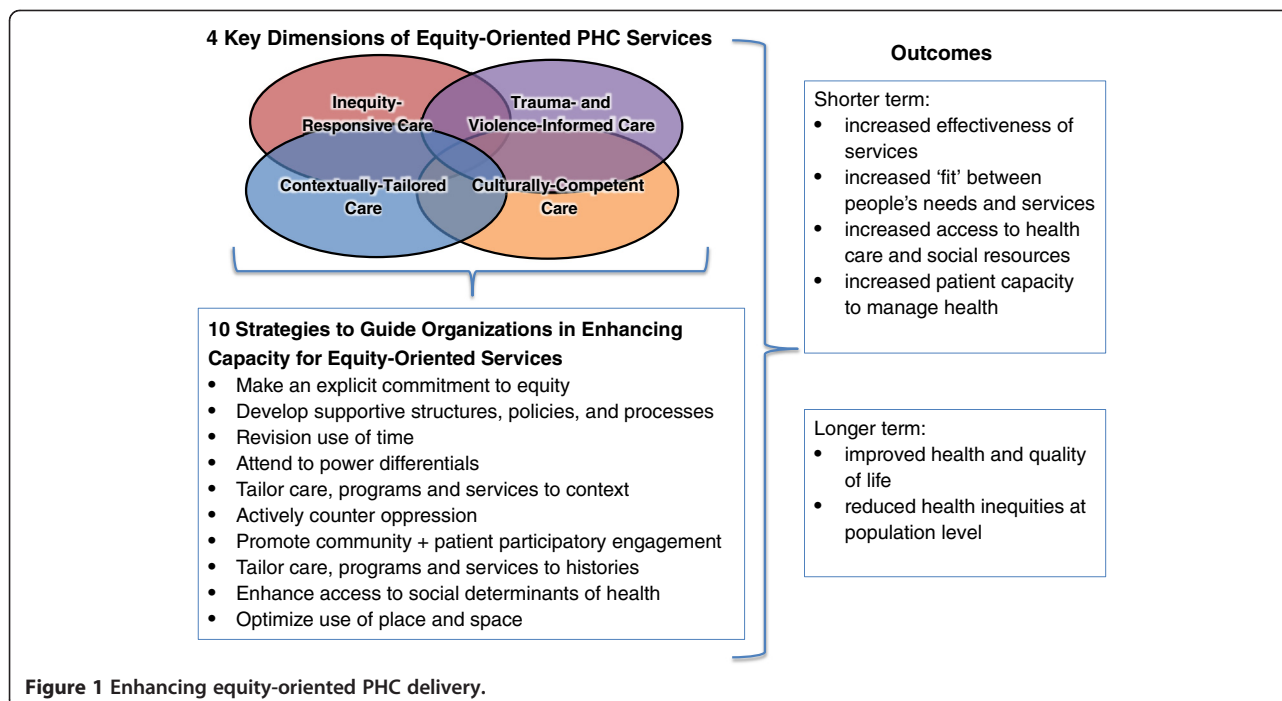 4 Key Dimensions of Equity-Oriented PHC Services
Inequity-
Responsive Care
Trauma- and
Violence-Informed Care
Contextually-Tailored
Care
Culturally-Competent
Care
10 Strategies to Guide Organizations in Enhancing
Capacity for Equity-Oriented Services
• Make an explicit commitment to equity
• Develop supportive structures, policies, and processes
• Revision use of time
• Attend to power differentials
• Tailor care, programs and services to context
• Actively counter oppression
• Promote community + patient participatory engagement
• Tailor care, programs and services to histories
• Enhance access to social determinants of health
• Optimize use of place and space
Outcomes
Shorter term:
• increased effectiveness of
services
• increased ‘fit’ between
people’s needs and services
• increased access to health
care and social resources
• increased patient capacity
to manage health
Longer term:
• improved health and quality
of life
• reduced health inequities at
population level
Figure 1 Enhancing equity-oriented PHC delivery.